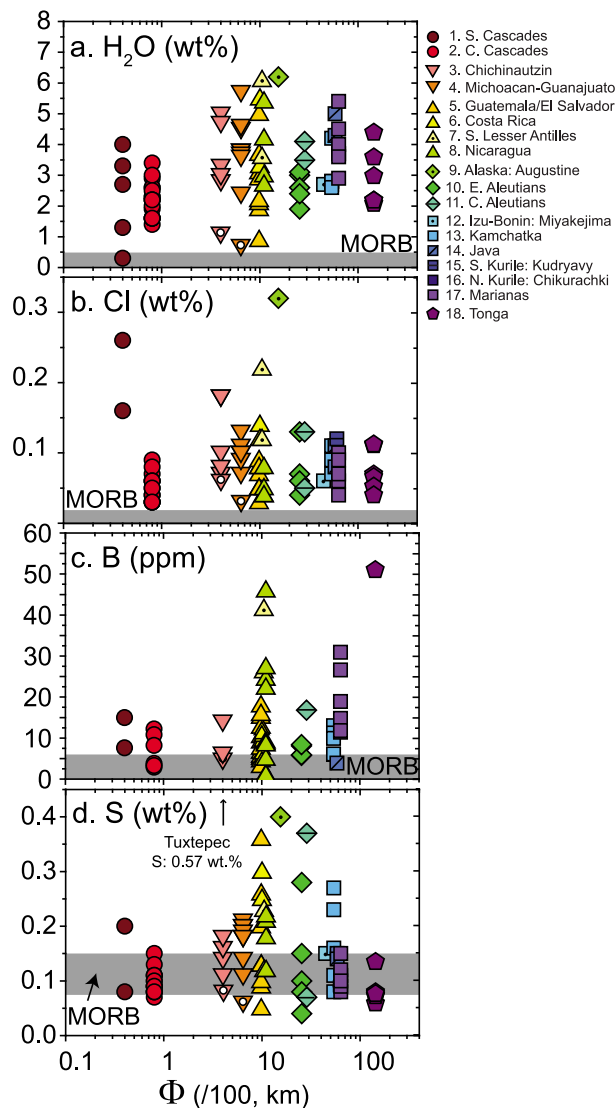 a. H₂O (wt%)
8
7
6
5
4
3
2
1
0
MORB
b. Cl (wt%)
0.3
0.1
MORB
c. B (ppm)
60
50
40
30
20
10
0
MORB
d. S (wt%) ↑
Tuxtepec
S: 0.57 wt.%
0.4
0.3
0.2
0.1
0.0
MORB
0.1 1 10 100
Φ (/100, km)
1. S. Cascades
2. C. Cascades
3. Chichinautzin
4. Michoacan-Guanajuato
5. Guatemala/El Salvador
6. Costa Rica
7. S. Lesser Antilles
8. Nicaragua
9. Alaska: Augustine
10. E. Aleutians
11. C. Aleutians
12. Izu-Bonin: Miyakejima
13. Kamchatka
14. Java
15. S. Kurile: Kudryavy
16. N. Kurile: Chikurachki
17. Marianas
18. Tonga